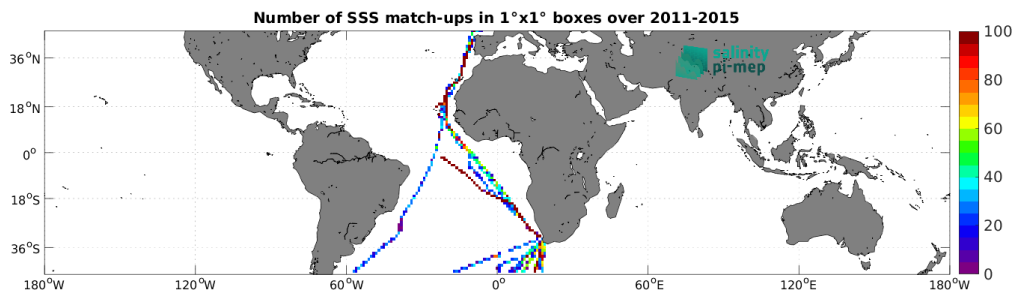 Number of SSS match-ups in 1°x1° boxes over 2011-2015
salinity
pi-mep
36°N
18°N
0°
18°S
36°S
180°W 120°W 60°W 0° 60°E 120°E 180°W
100
80
60
40
20
0